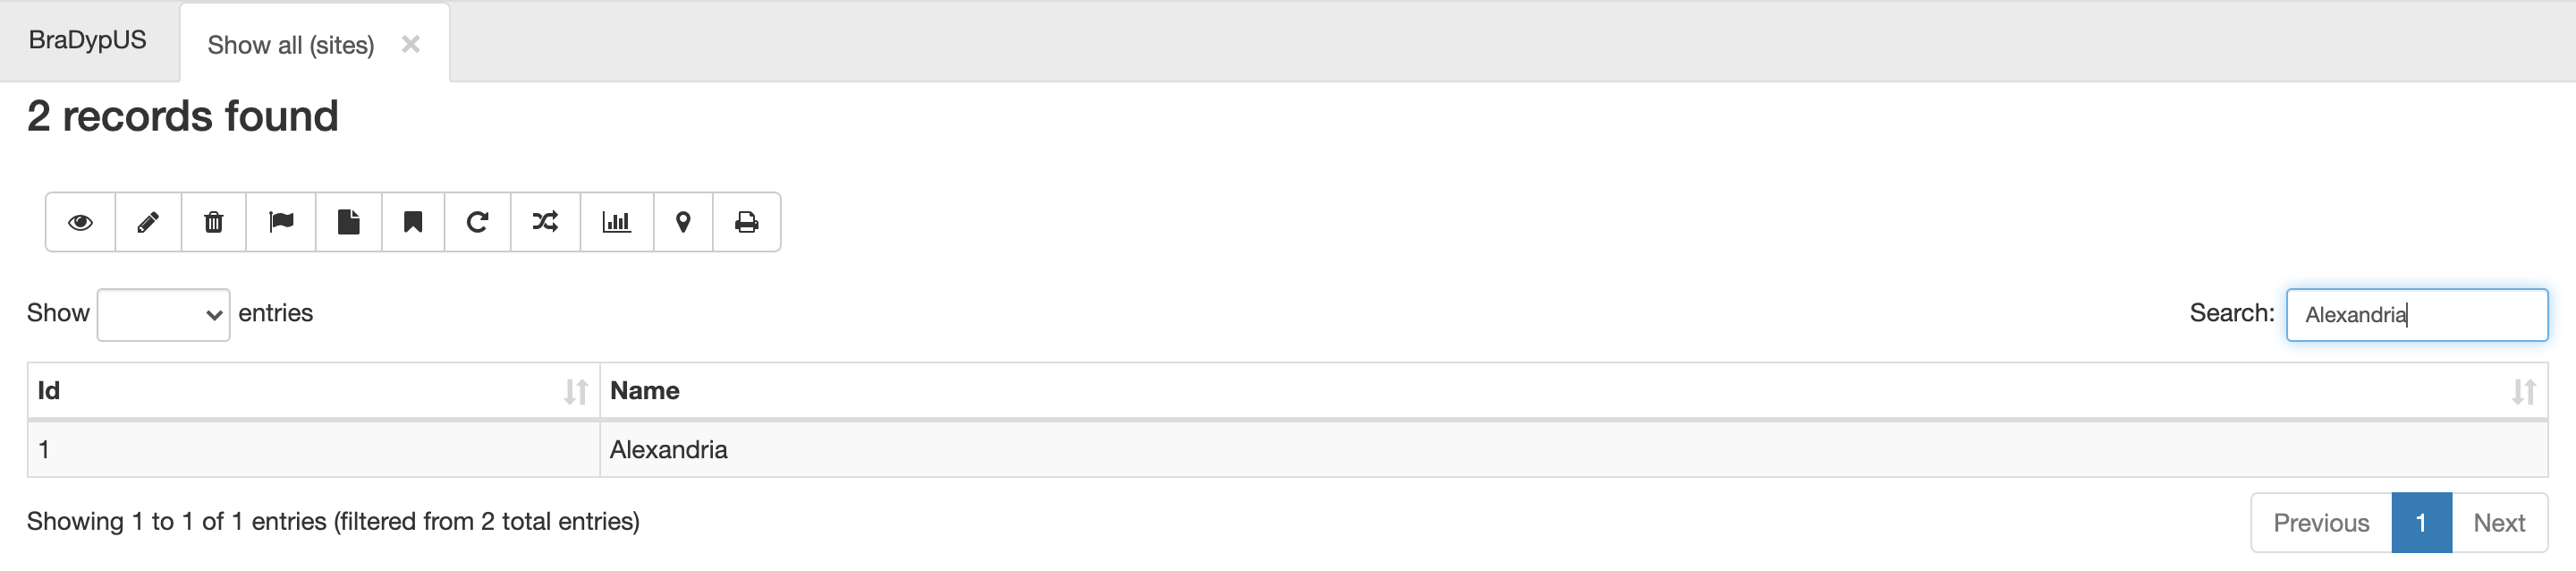 BraDypUS
Show all (sites) ×
2 records found
Show entries
Search: Alexandria
Id Name
1 Alexandria
Showing 1 to 1 of 1 entries (filtered from 2 total entries)
Previous 1 Next